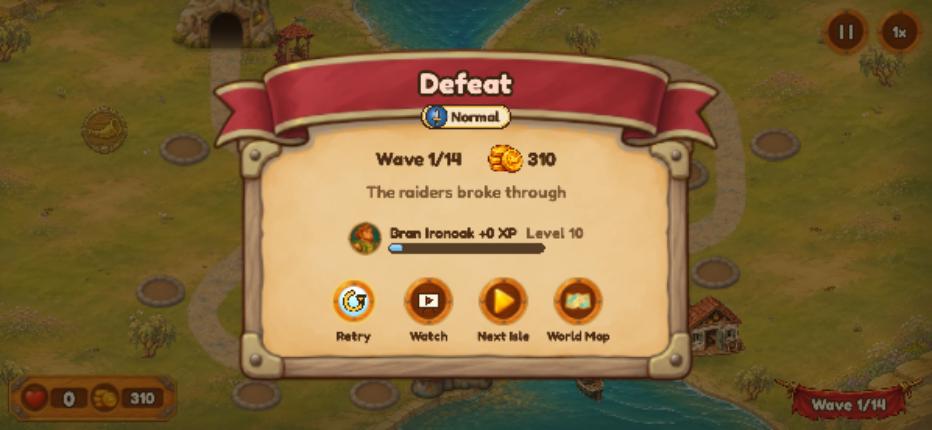 1x
Defeat
Normal
Wave 1/14 310
The raiders broke through
Bran Ironoak +0 XP Level 10
Retry Watch Next Isle World Map
0 310
Wave 1/14